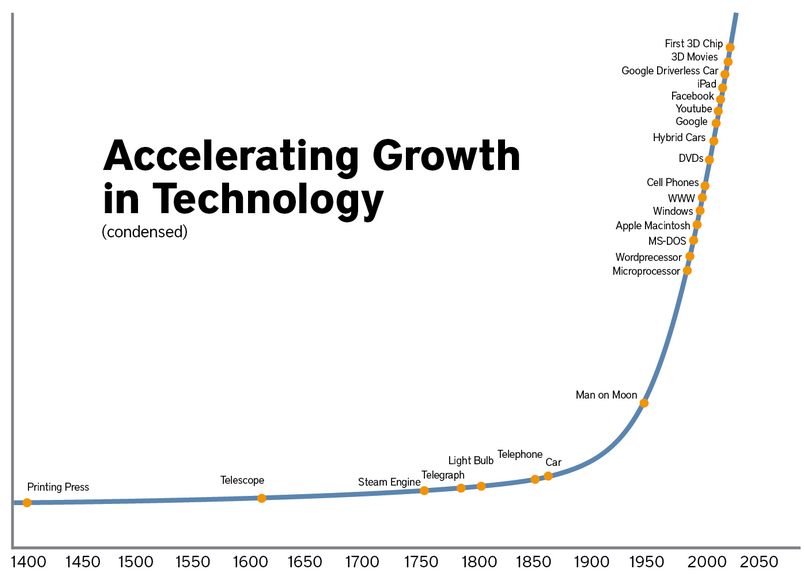 First 3D Chip
3D Movies
Google Driverless Car
iPad
Facebook
Youtube
Google
Hybrid Cars
DVDs
Cell Phones
WWW
Windows
Apple Macintosh
MS-DOS
Wordprecessor
Microprocessor
Accelerating Growth
in Technology
(condensed)
Man on Moon
Telephone
Light Bulb
Car
Telegraph
Steam Engine
Telescope
Printing Press
1400 1450 1500 1550 1600 1650 1700 1750 1800 1850 1900 1950 2000 2050